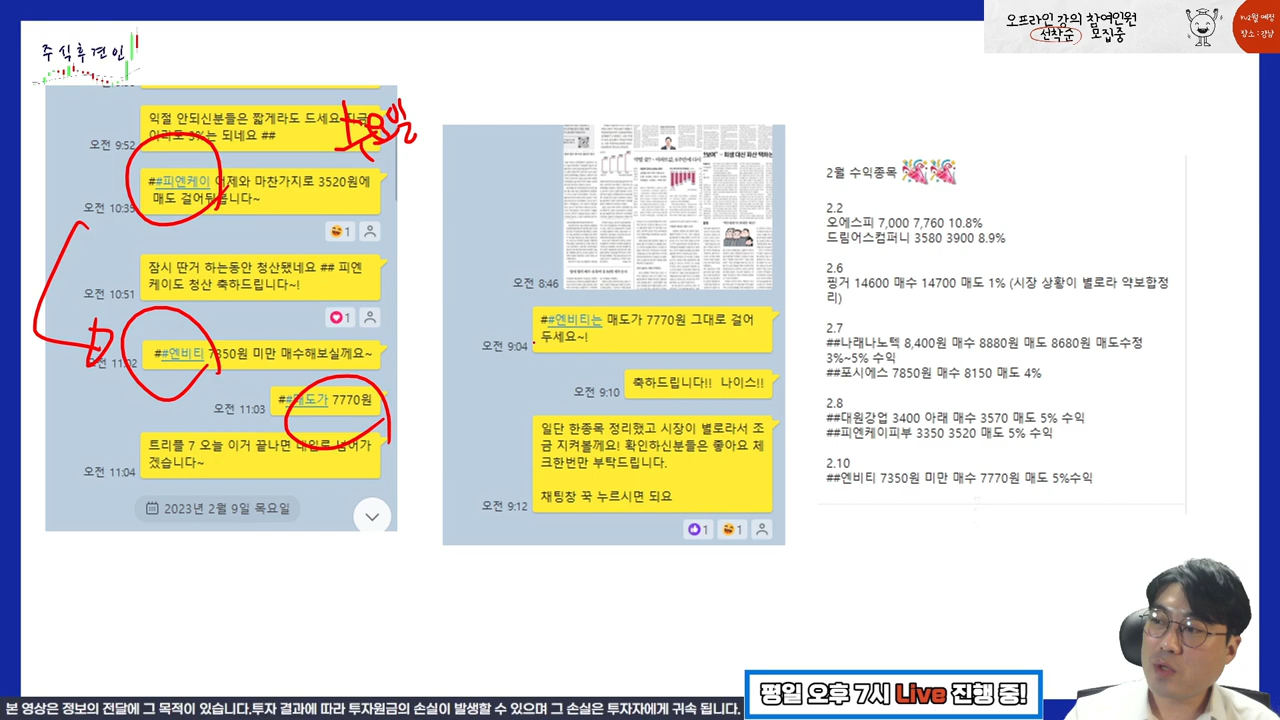 오프라인 강의 참여인원
선착순 모집중
장소 : 강남
주식후견인
익절 안되신분들은 짧게라도 드세요
3%는 되네요 ##
오전 9:52
##피엔케이 어제와 마찬가지로 3520원에
매도 걸어둡니다~
오전 10:35
1
잠시 딴거 하는동안 청산됐네요 ## 피엔
케이도 청산 축하드립니다~!
오전 10:51
1
##엔비티 7350원 미만 매수해보실께요~
오전 11:02
##매도가 7770원
오전 11:03
트리플 7 오늘 이거 끝나면 내일로 넘어가
겠습니다~
오전 11:04
2023년 2월 9일 목요일
오전 8:46
##엔비티는 매도가 7770원 그대로 걸어
두세요~!
오전 9:04
축하드립니다!! 나이스!!
오전 9:10
일단 한종목 정리했고 시장이 별로라서 조
금 지켜볼께요! 확인하신분들은 좋아요 체
크한번만 부탁드립니다.
채팅창 꾹 누르시면 되요
오전 9:12
1 1
2월 수익종목
2.2
오에스피 7,000 7,760 10.8%
드림어스컴퍼니 3580 3900 8.9%
2.6
핑거 14600 매수 14700 매도 1% (시장 상황이 별로라 약보합정
리)
2.7
##나래나노텍 8,400원 매수 8880원 매도 8680원 매도수정
3%~5% 수익
##포시에스 7850원 매수 8150 매도 4%
2.8
##대원강업 3400 아래 매수 3570 매도 5% 수익
##피엔케이피부 3350 3520 매도 5% 수익
2.10
##엔비티 7350원 미만 매수 7770원 매도 5%수익
평일 오후 7시 Live 진행 중!
본 영상은 정보의 전달에 그 목적이 있습니다.투자 결과에 따라 투자원금의 손실이 발생할 수 있으며 그 손실은 투자자에게 귀속 됩니다.